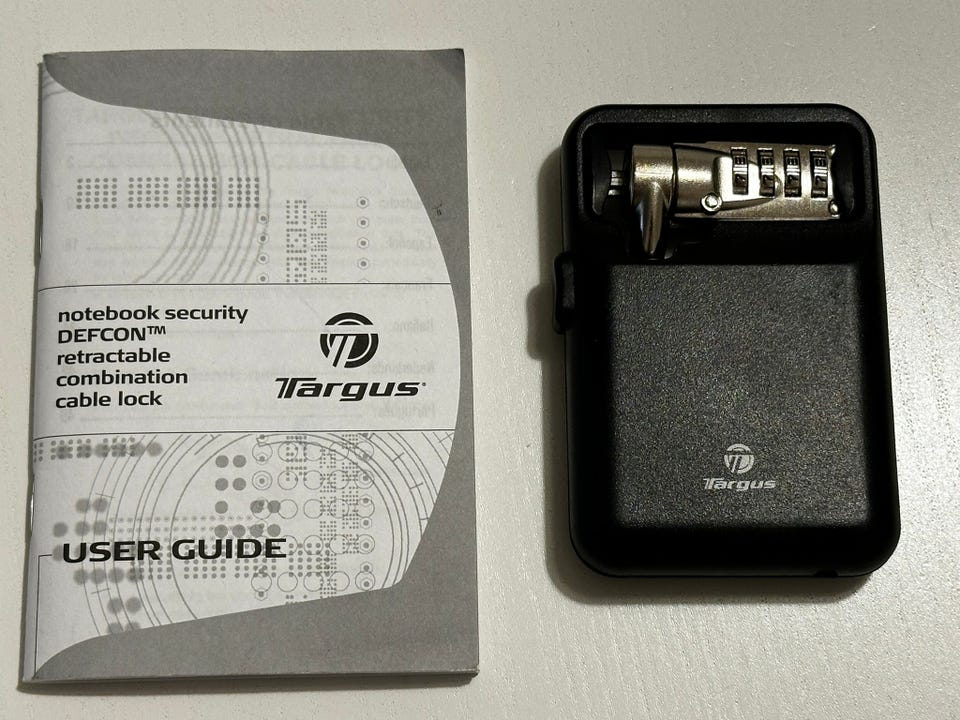 notebook security
DEFCON™
retractable
combination
cable lock
Targus®
USER GUIDE
Targus